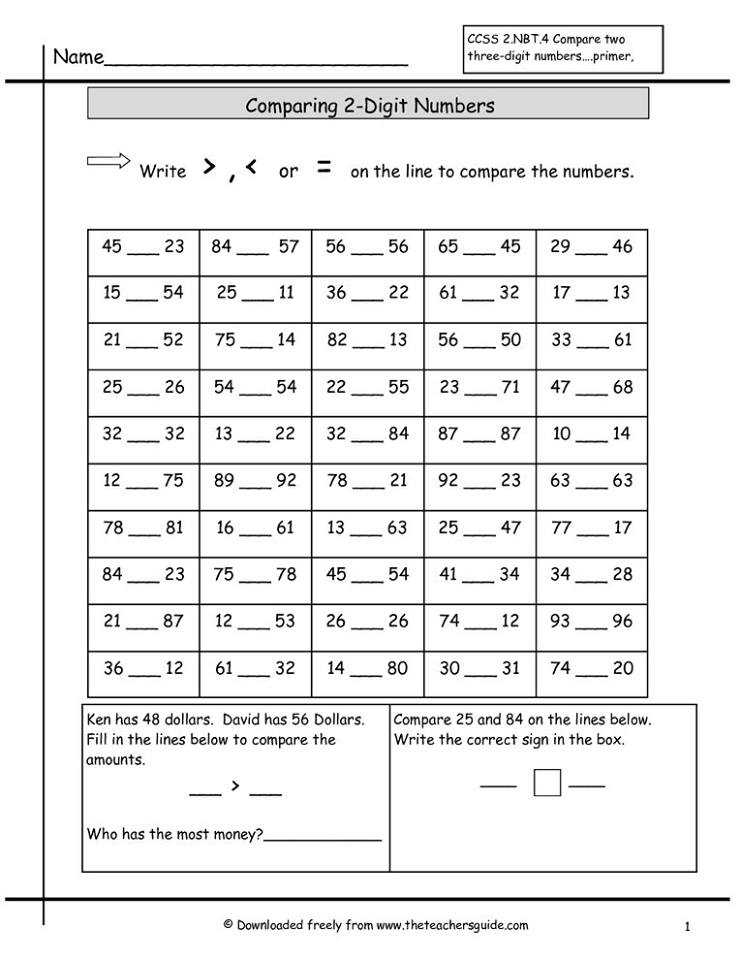 Name______________________________
CCSS 2.NBT.4 Compare two
three-digit numbers....primer,
Comparing 2-Digit Numbers
Write > , < or = on the line to compare the numbers.
45 ___ 23 84 ___ 57 56 ___ 56 65 ___ 45 29 ___ 46
15 ___ 54 25 ___ 11 36 ___ 22 61 ___ 32 17 ___ 13
21 ___ 52 75 ___ 14 82 ___ 13 56 ___ 50 33 ___ 61
25 ___ 26 54 ___ 54 22 ___ 55 23 ___ 71 47 ___ 68
32 ___ 32 13 ___ 22 32 ___ 84 87 ___ 87 10 ___ 14
12 ___ 75 89 ___ 92 78 ___ 21 92 ___ 23 63 ___ 63
78 ___ 81 16 ___ 61 13 ___ 63 25 ___ 47 77 ___ 17
84 ___ 23 75 ___ 78 45 ___ 54 41 ___ 34 34 ___ 28
21 ___ 87 12 ___ 53 26 ___ 26 74 ___ 12 93 ___ 96
36 ___ 12 61 ___ 32 14 ___ 80 30 ___ 31 74 ___ 20
Ken has 48 dollars. David has 56 Dollars.
Fill in the lines below to compare the
amounts.
___ > ___
Who has the most money?______________
Compare 25 and 84 on the lines below.
Write the correct sign in the box.
___ □ ___
© Downloaded freely from www.theteachersguide.com
1